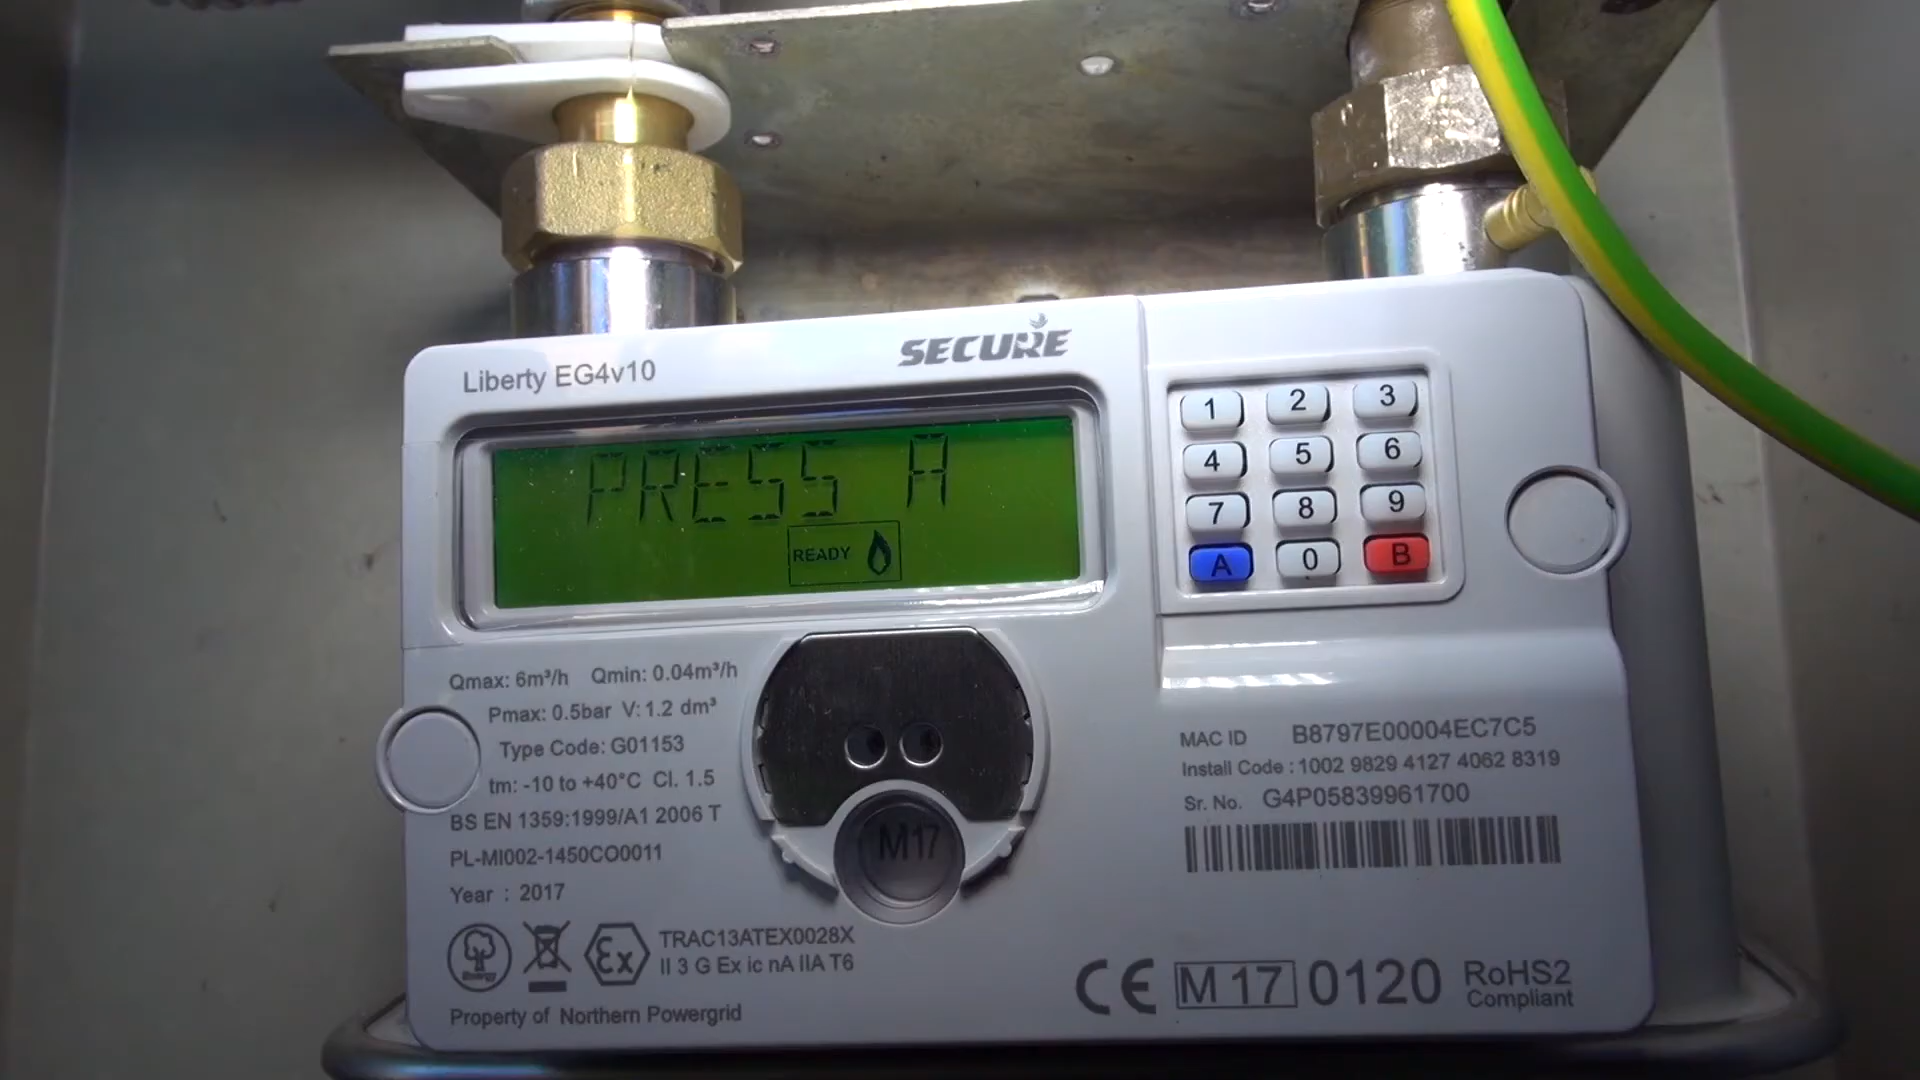 SECURE
Liberty EG4v10
PRESS A
READY
1 2 3
4 5 6
7 8 9
A 0 B
Qmax: 6m³/h Qmin: 0.04m³/h
Pmax: 0.5bar V: 1.2 dm³
Type Code: G01153
tm: -10 to +40°C Cl. 1.5
BS EN 1359:1999/A1 2006 T
PL-MI002-1450CO0011
Year : 2017
M17
MAC ID B8797E00004EC7C5
Install Code : 1002 9829 4127 4062 8319
Sr. No. G4P05839961700
Energy
Ex
TRAC13ATEX0028X
II 3 G Ex ic nA IIA T6
Property of Northern Powergrid
CE M 17 0120 RoHS2
Compliant